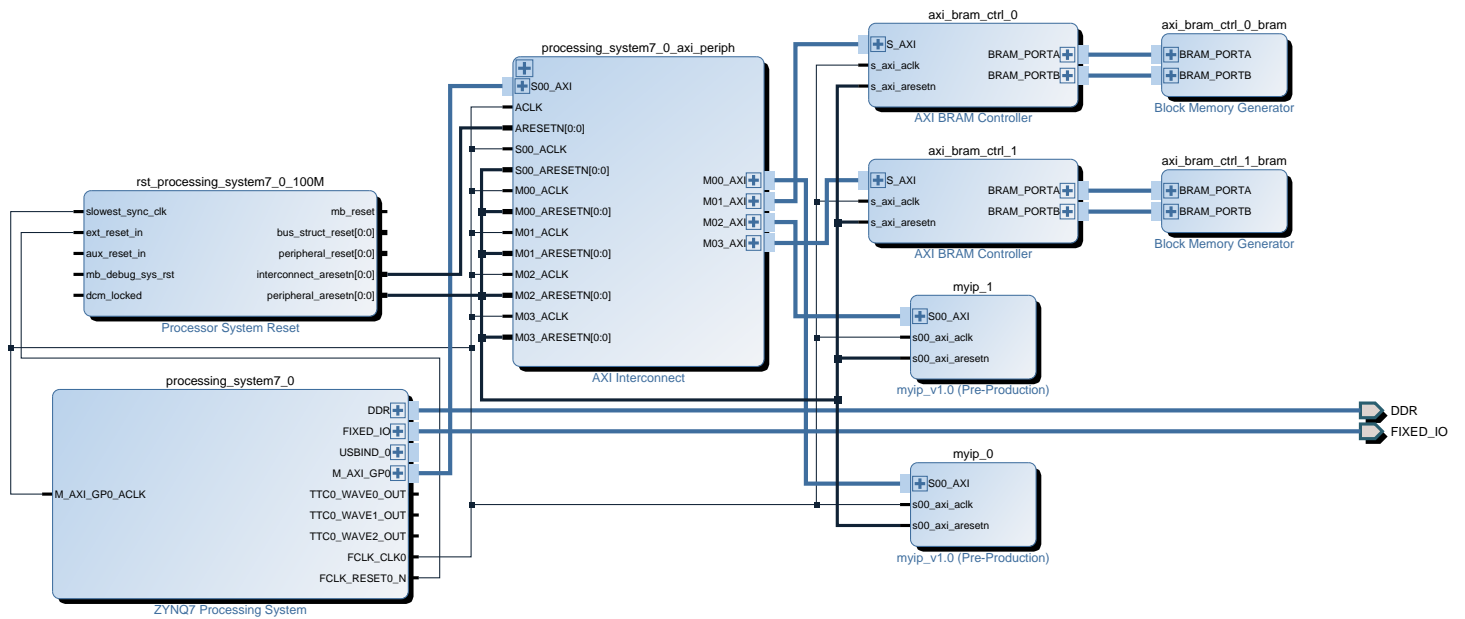 processing_system7_0_axi_periph
S00_AXI
ACLK
ARESETN[0:0]
S00_ACLK
S00_ARESETN[0:0]
M00_ACLK
M00_ARESETN[0:0]
M01_ACLK
M01_ARESETN[0:0]
M02_ACLK
M02_ARESETN[0:0]
M03_ACLK
M03_ARESETN[0:0]
M00_AXI
M01_AXI
M02_AXI
M03_AXI
AXI Interconnect
rst_processing_system7_0_100M
slowest_sync_clk
ext_reset_in
aux_reset_in
mb_debug_sys_rst
dcm_locked
mb_reset
bus_struct_reset[0:0]
peripheral_reset[0:0]
interconnect_aresetn[0:0]
peripheral_aresetn[0:0]
Processor System Reset
processing_system7_0
M_AXI_GP0_ACLK
DDR
FIXED_IO
USBIND_0
M_AXI_GP0
TTC0_WAVE0_OUT
TTC0_WAVE1_OUT
TTC0_WAVE2_OUT
FCLK_CLK0
FCLK_RESET0_N
ZYNQ7 Processing System
axi_bram_ctrl_0
S_AXI
s_axi_aclk
s_axi_aresetn
BRAM_PORTA
BRAM_PORTB
AXI BRAM Controller
axi_bram_ctrl_0_bram
BRAM_PORTA
BRAM_PORTB
Block Memory Generator
axi_bram_ctrl_1
S_AXI
s_axi_aclk
s_axi_aresetn
BRAM_PORTA
BRAM_PORTB
AXI BRAM Controller
axi_bram_ctrl_1_bram
BRAM_PORTA
BRAM_PORTB
Block Memory Generator
myip_1
S00_AXI
s00_axi_aclk
s00_axi_aresetn
myip_v1.0 (Pre-Production)
DDR
FIXED_IO
myip_0
S00_AXI
s00_axi_aclk
s00_axi_aresetn
myip_v1.0 (Pre-Production)